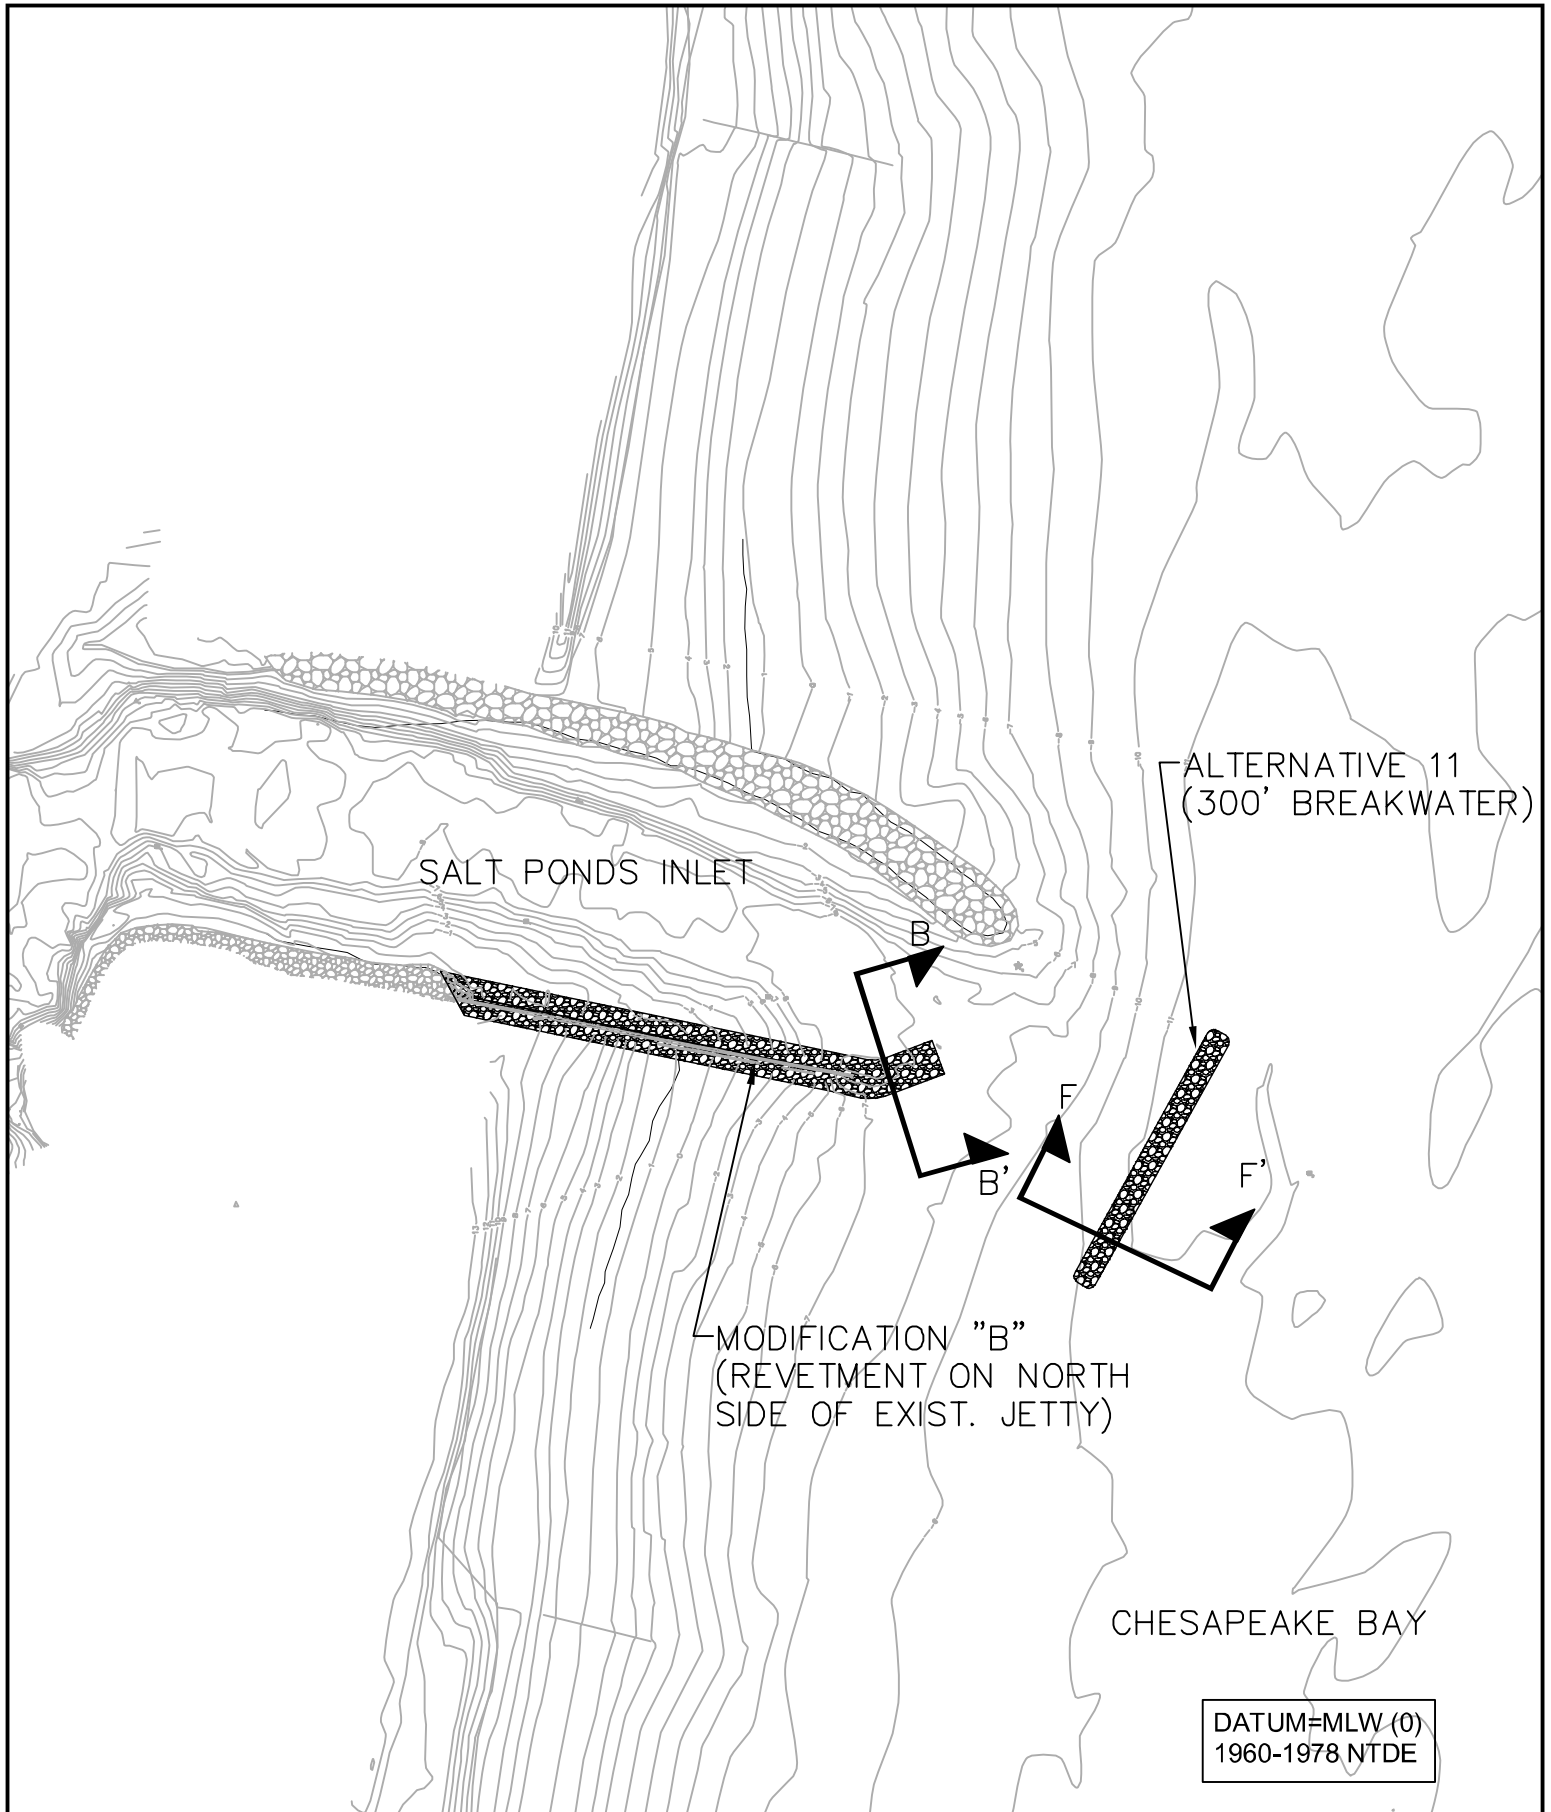 ALTERNATIVE 11
(300' BREAKWATER)
SALT PONDS INLET
B
F
B'
F'
MODIFICATION "B"
(REVETMENT ON NORTH
SIDE OF EXIST. JETTY)
CHESAPEAKE BAY
DATUM=MLW (0)
1960-1978 NTDE